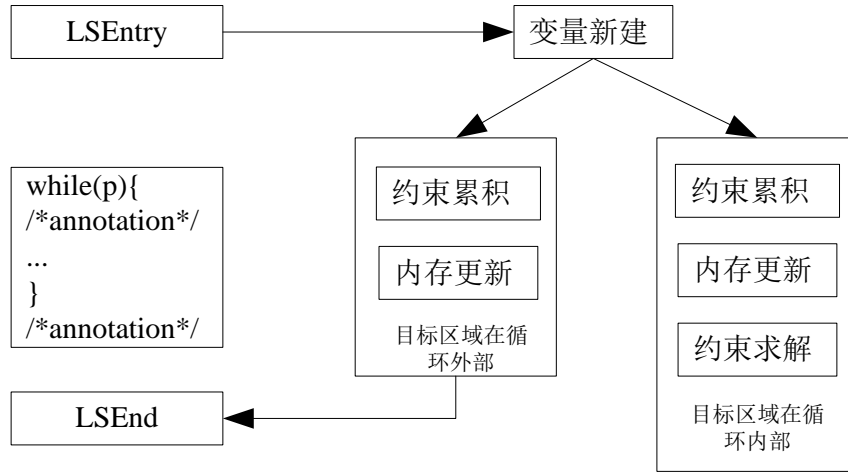 LSEntry
变量新建
while(p){
/*annotation*/
...
}
/*annotation*/
约束累积
内存更新
目标区域在循
环外部
约束累积
内存更新
约束求解
目标区域在循
环内部
LSEnd